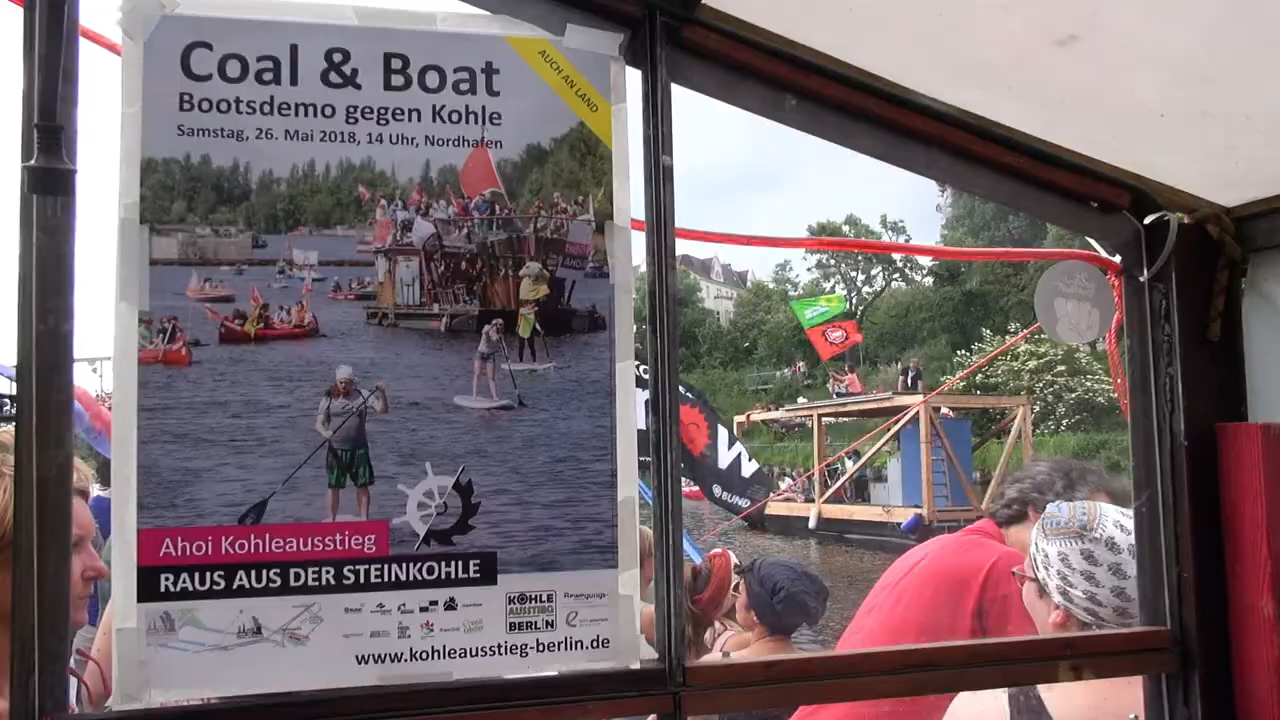 Coal & Boat
Bootsdemo gegen Kohle
Samstag, 26. Mai 2018, 14 Uhr, Nordhafen
AUCH AN LAND
Ahoi Kohleausstieg
RAUS AUS DER STEINKOHLE
KOHLE
AUSSTIEG
BERLIN
Bewegungs-
www.kohleausstieg-berlin.de
W
BUND